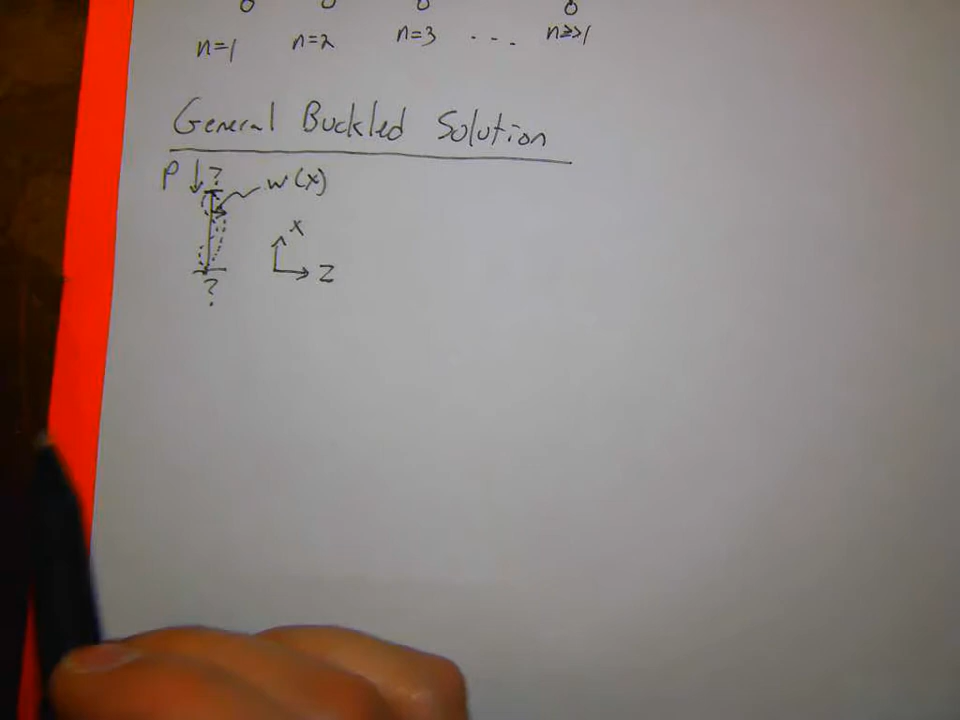 n=1 n=2 n=3 ... n>>1
General Buckled Solution
P ↓ ? w(x)
x
z
?